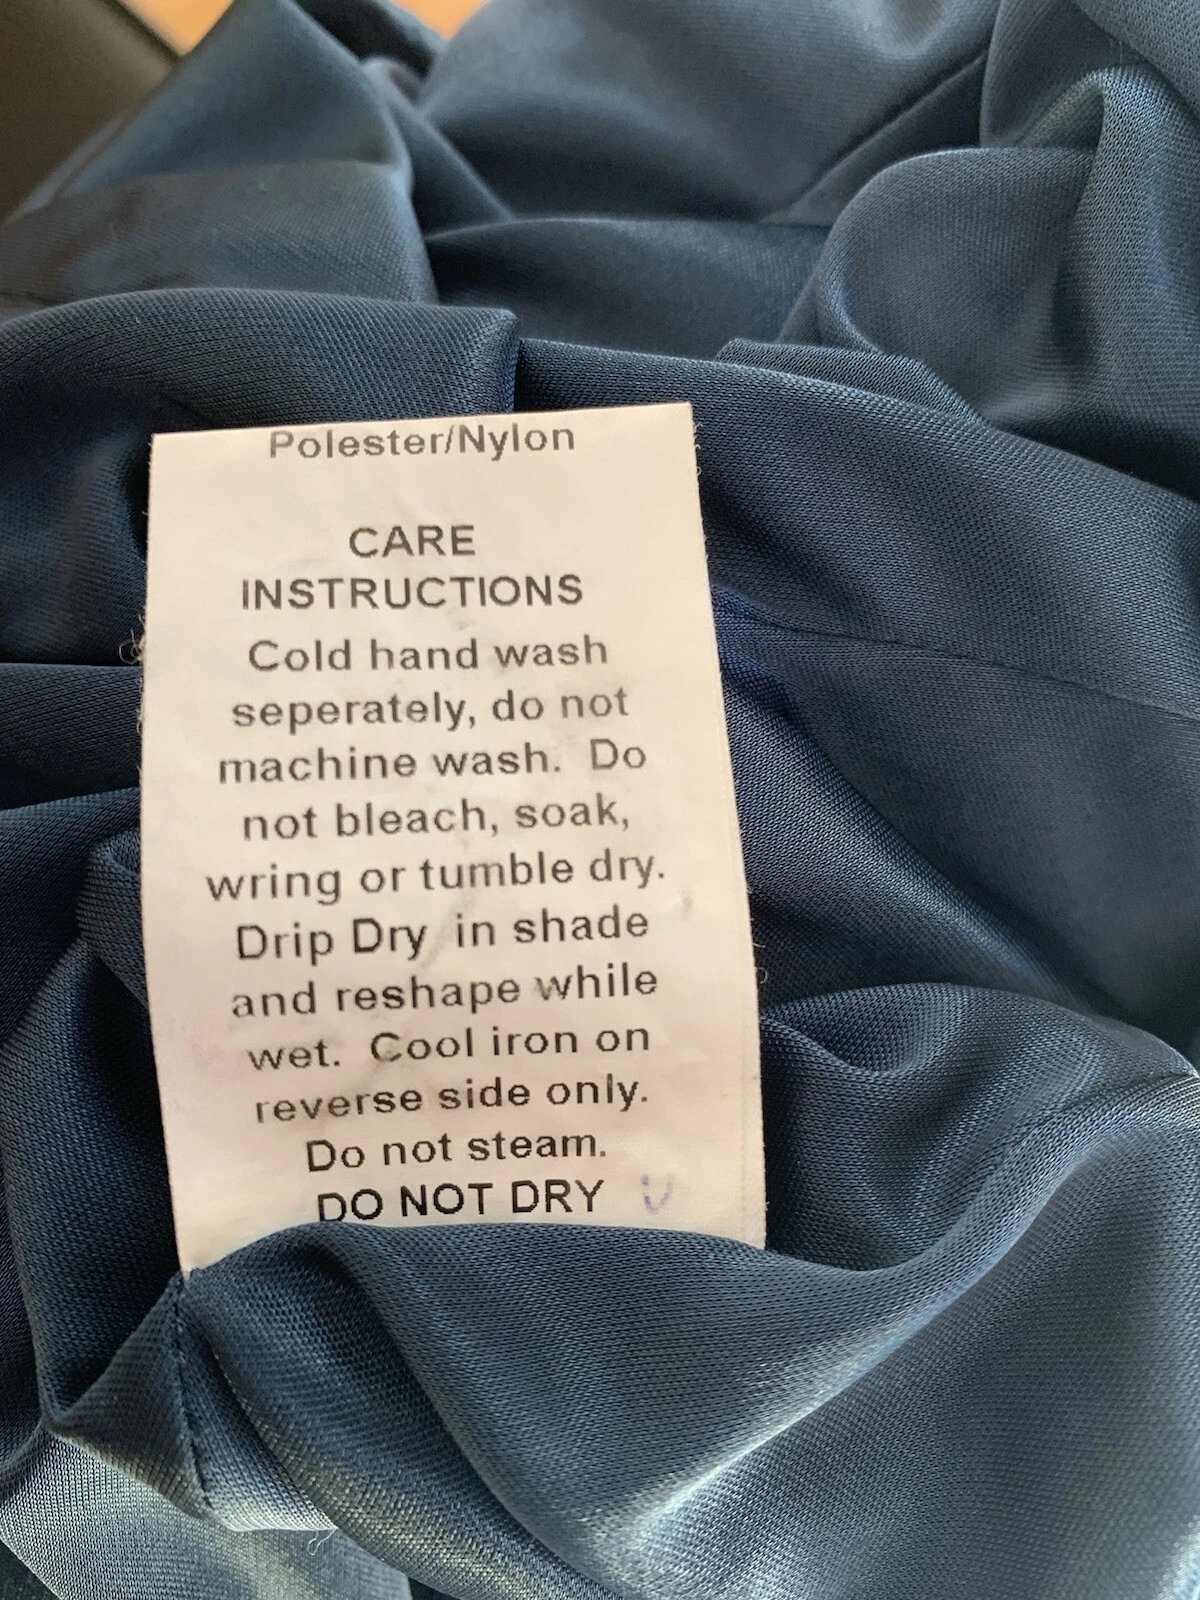 Polester/Nylon
CARE
INSTRUCTIONS
Cold hand wash
seperately, do not
machine wash.  Do
not bleach, soak,
wring or tumble dry.
Drip Dry  in shade
and reshape while
wet.  Cool iron on
reverse side only.
Do not steam.
DO NOT DRY